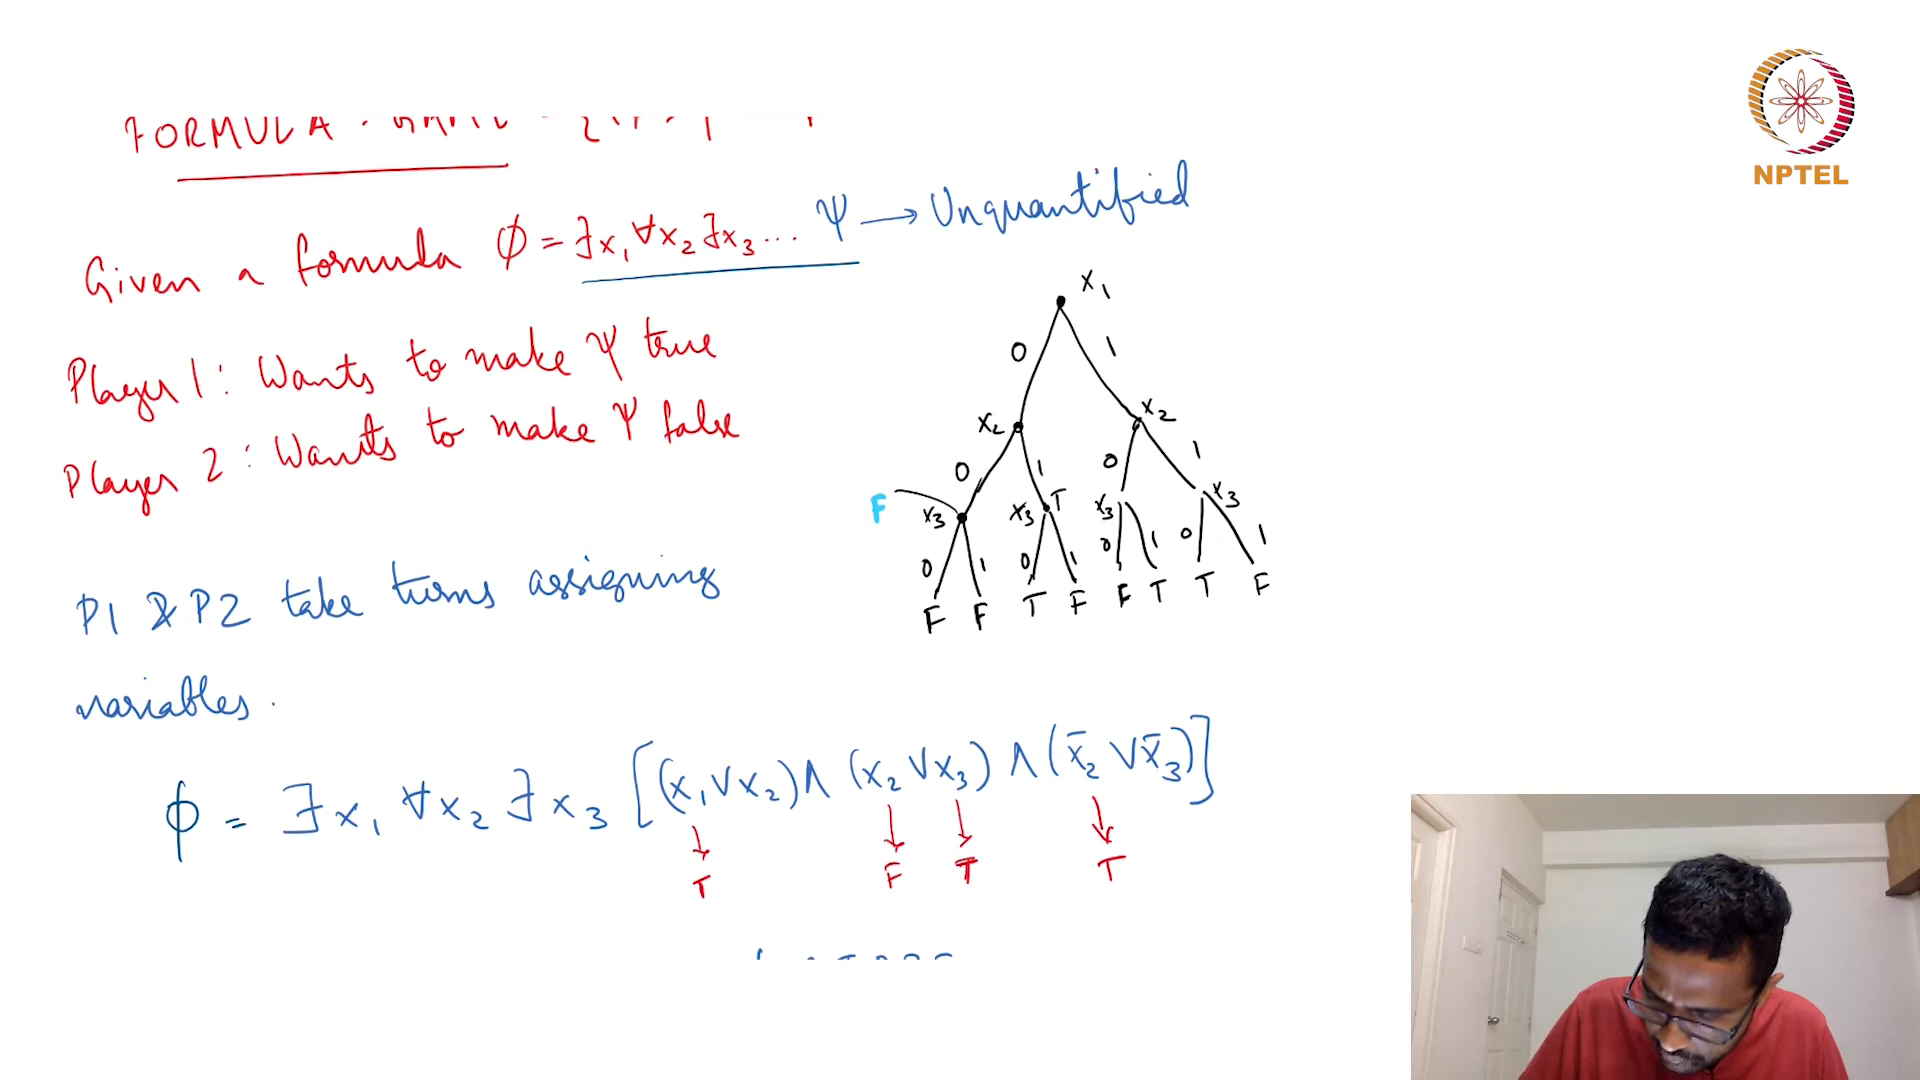 FORMULA
NPTEL
Given a formula ϕ = ∃x₁ ∀x₂ ∃x₃ ... Ψ → Unquantified
Player 1: Wants to make Ψ true
Player 2: Wants to make Ψ false
x₁
0 1
x₂ x₂
0 1 0 1
F x₃ x₃ T x₃ x₃
0 1 0 1 0 1 0 1
F F T F F T T F
P1 & P2 take turns assigning
variables.
ϕ = ∃x₁ ∀x₂ ∃x₃ [(x₁ ∨ x₂) ∧ (x₂ ∨ x₃) ∧ (x̄₂ ∨ x̄₃)]
↓ ↓ ↓ ↓
T F T T